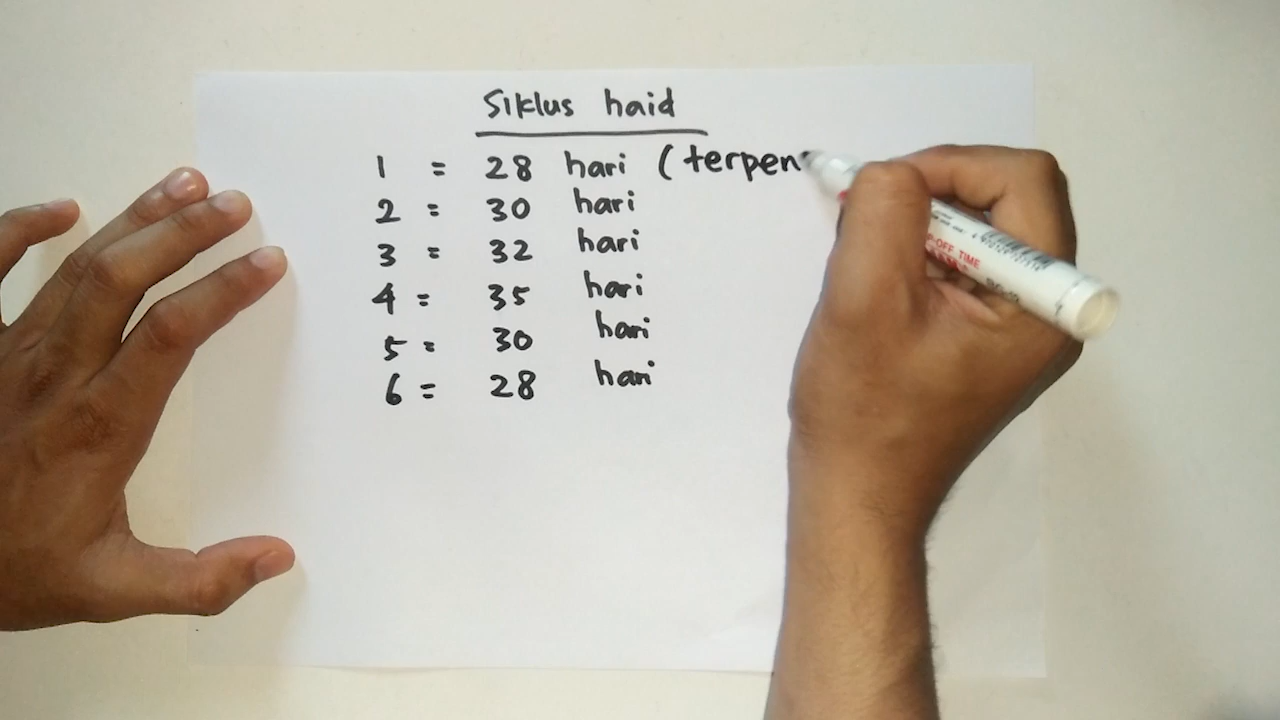 Siklus haid
1 = 28 hari (terpen
2 = 30 hari
3 = 32 hari
4 = 35 hari
5 = 30 hari
6 = 28 hari
TIME